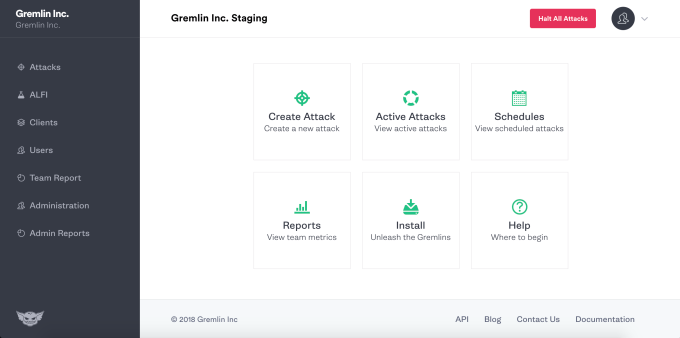 Gremlin Inc.
Gremlin Inc.
Gremlin Inc. Staging
Halt All Attacks
Attacks
ALFI
Clients
Users
Team Report
Administration
Admin Reports
Create Attack
Create a new attack
Active Attacks
View active attacks
Schedules
View scheduled attacks
Reports
View team metrics
Install
Unleash the Gremlins
Help
Where to begin
© 2018 Gremlin Inc
API
Blog
Contact Us
Documentation